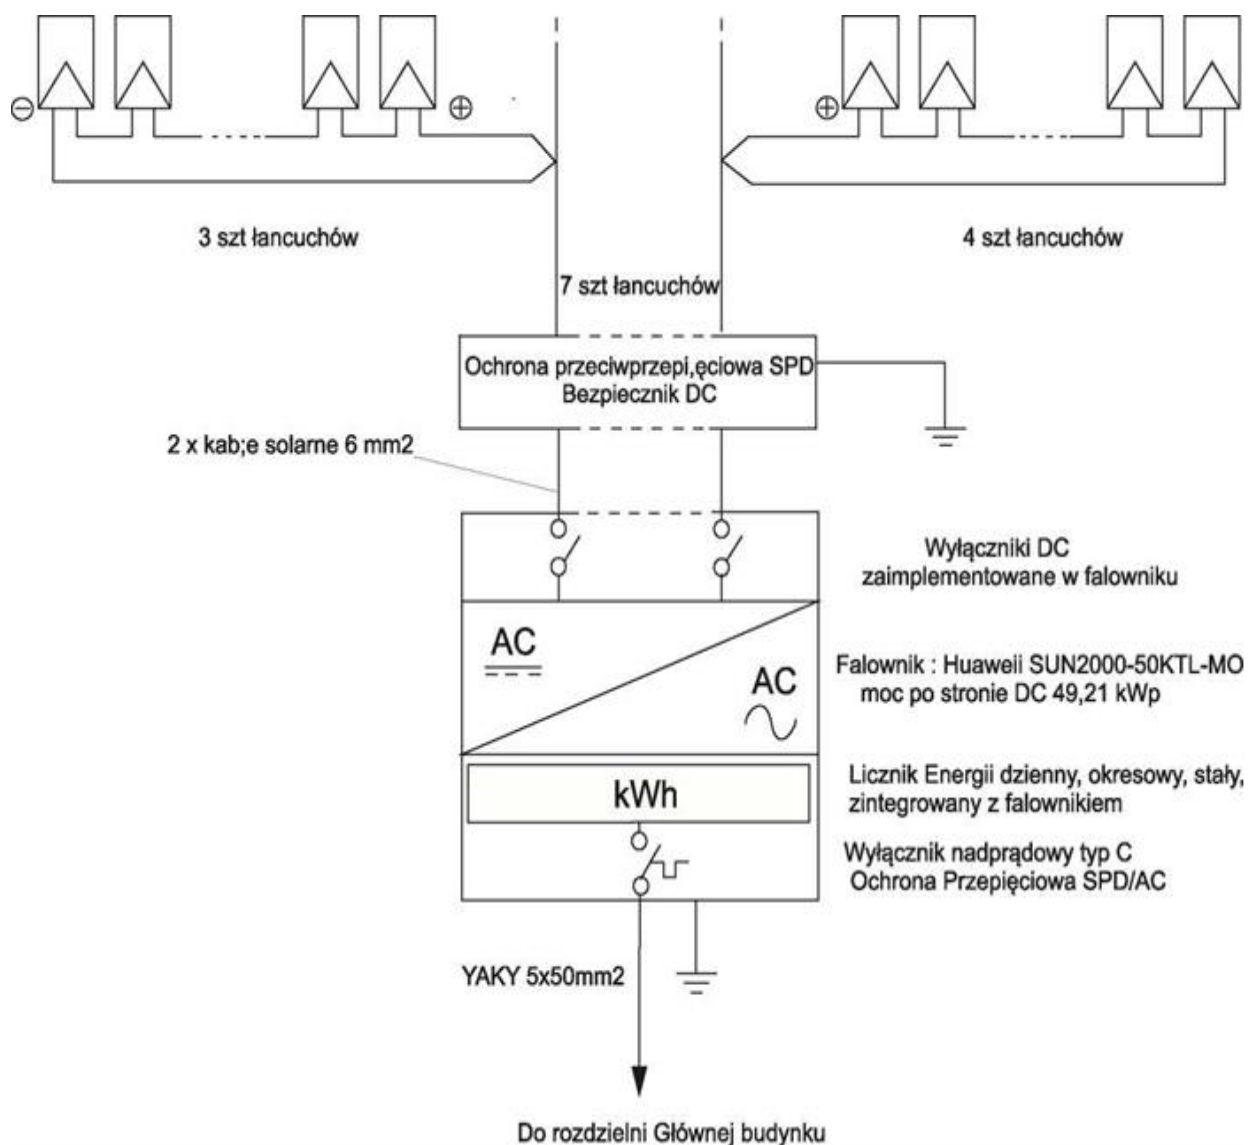 3 szt łancuchów
4 szt łancuchów
7 szt łancuchów
Ochrona przeciwprzepi,ęciowa SPD
Bezpiecznik DC
2 x kab;e solarne 6 mm2
Wyłączniki DC
zaimplementowane w falowniku
AC
AC
Falownik : Huaweii SUN2000-50KTL-MO
moc po stronie DC 49,21 kWp
kWh
Licznik Energii dzienny, okresowy, stały,
zintegrowany z falownikiem
Wyłącznik nadprądowy typ C
Ochrona Przepięciowa SPD/AC
YAKY 5x50mm2
Do rozdzielni Głównej budynku